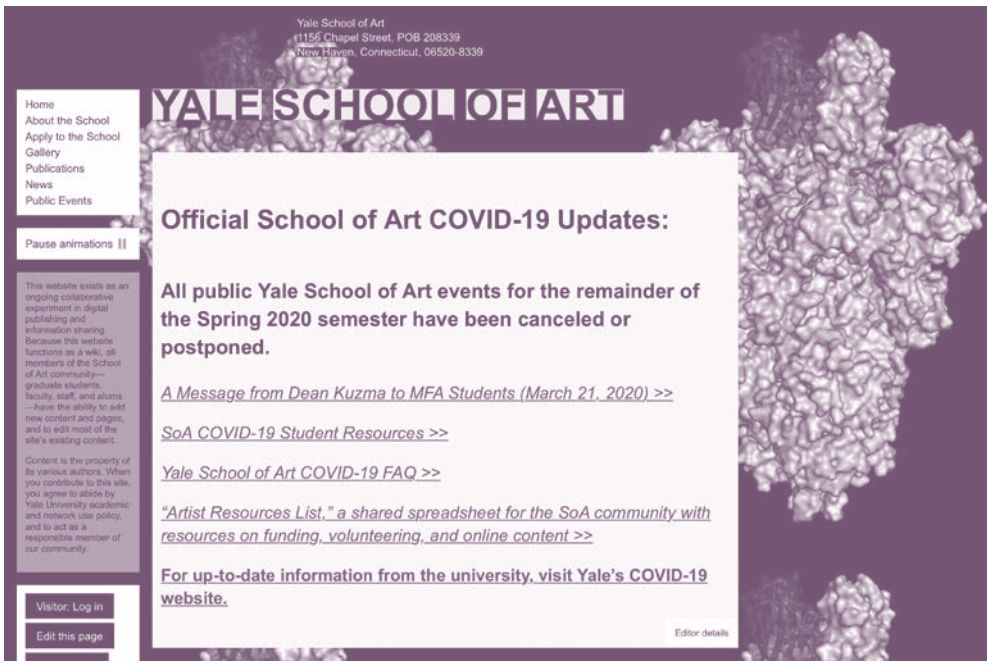 Yale School of Art
1156 Chapel Street, POB 208339
New Haven, Connecticut, 06520-8339
YALE SCHOOL OF ART
Home
About the School
Apply to the School
Gallery
Publications
News
Public Events
Pause animations
This website exists as an
ongoing collaborative
experiment in digital
publishing and
information sharing.
Because this website
functions as a wiki, all
members of the School
of Art community—
graduate students,
faculty, staff, and alums
—have the ability to add
new content and pages,
and to edit most of the
site's existing content.
Content is the property of
its various authors. When
you contribute to this site,
you agree to abide by
Yale University academic
and network use policy,
and to act as a
responsible member of
our community.
Visitor: Log in
Edit this page
Official School of Art COVID-19 Updates:
All public Yale School of Art events for the remainder of
the Spring 2020 semester have been canceled or
postponed.
A Message from Dean Kuzma to MFA Students (March 21, 2020) >>
SoA COVID-19 Student Resources >>
Yale School of Art COVID-19 FAQ >>
“Artist Resources List,” a shared spreadsheet for the SoA community with
resources on funding, volunteering, and online content >>
For up-to-date information from the university, visit Yale’s COVID-19
website.
Editor details